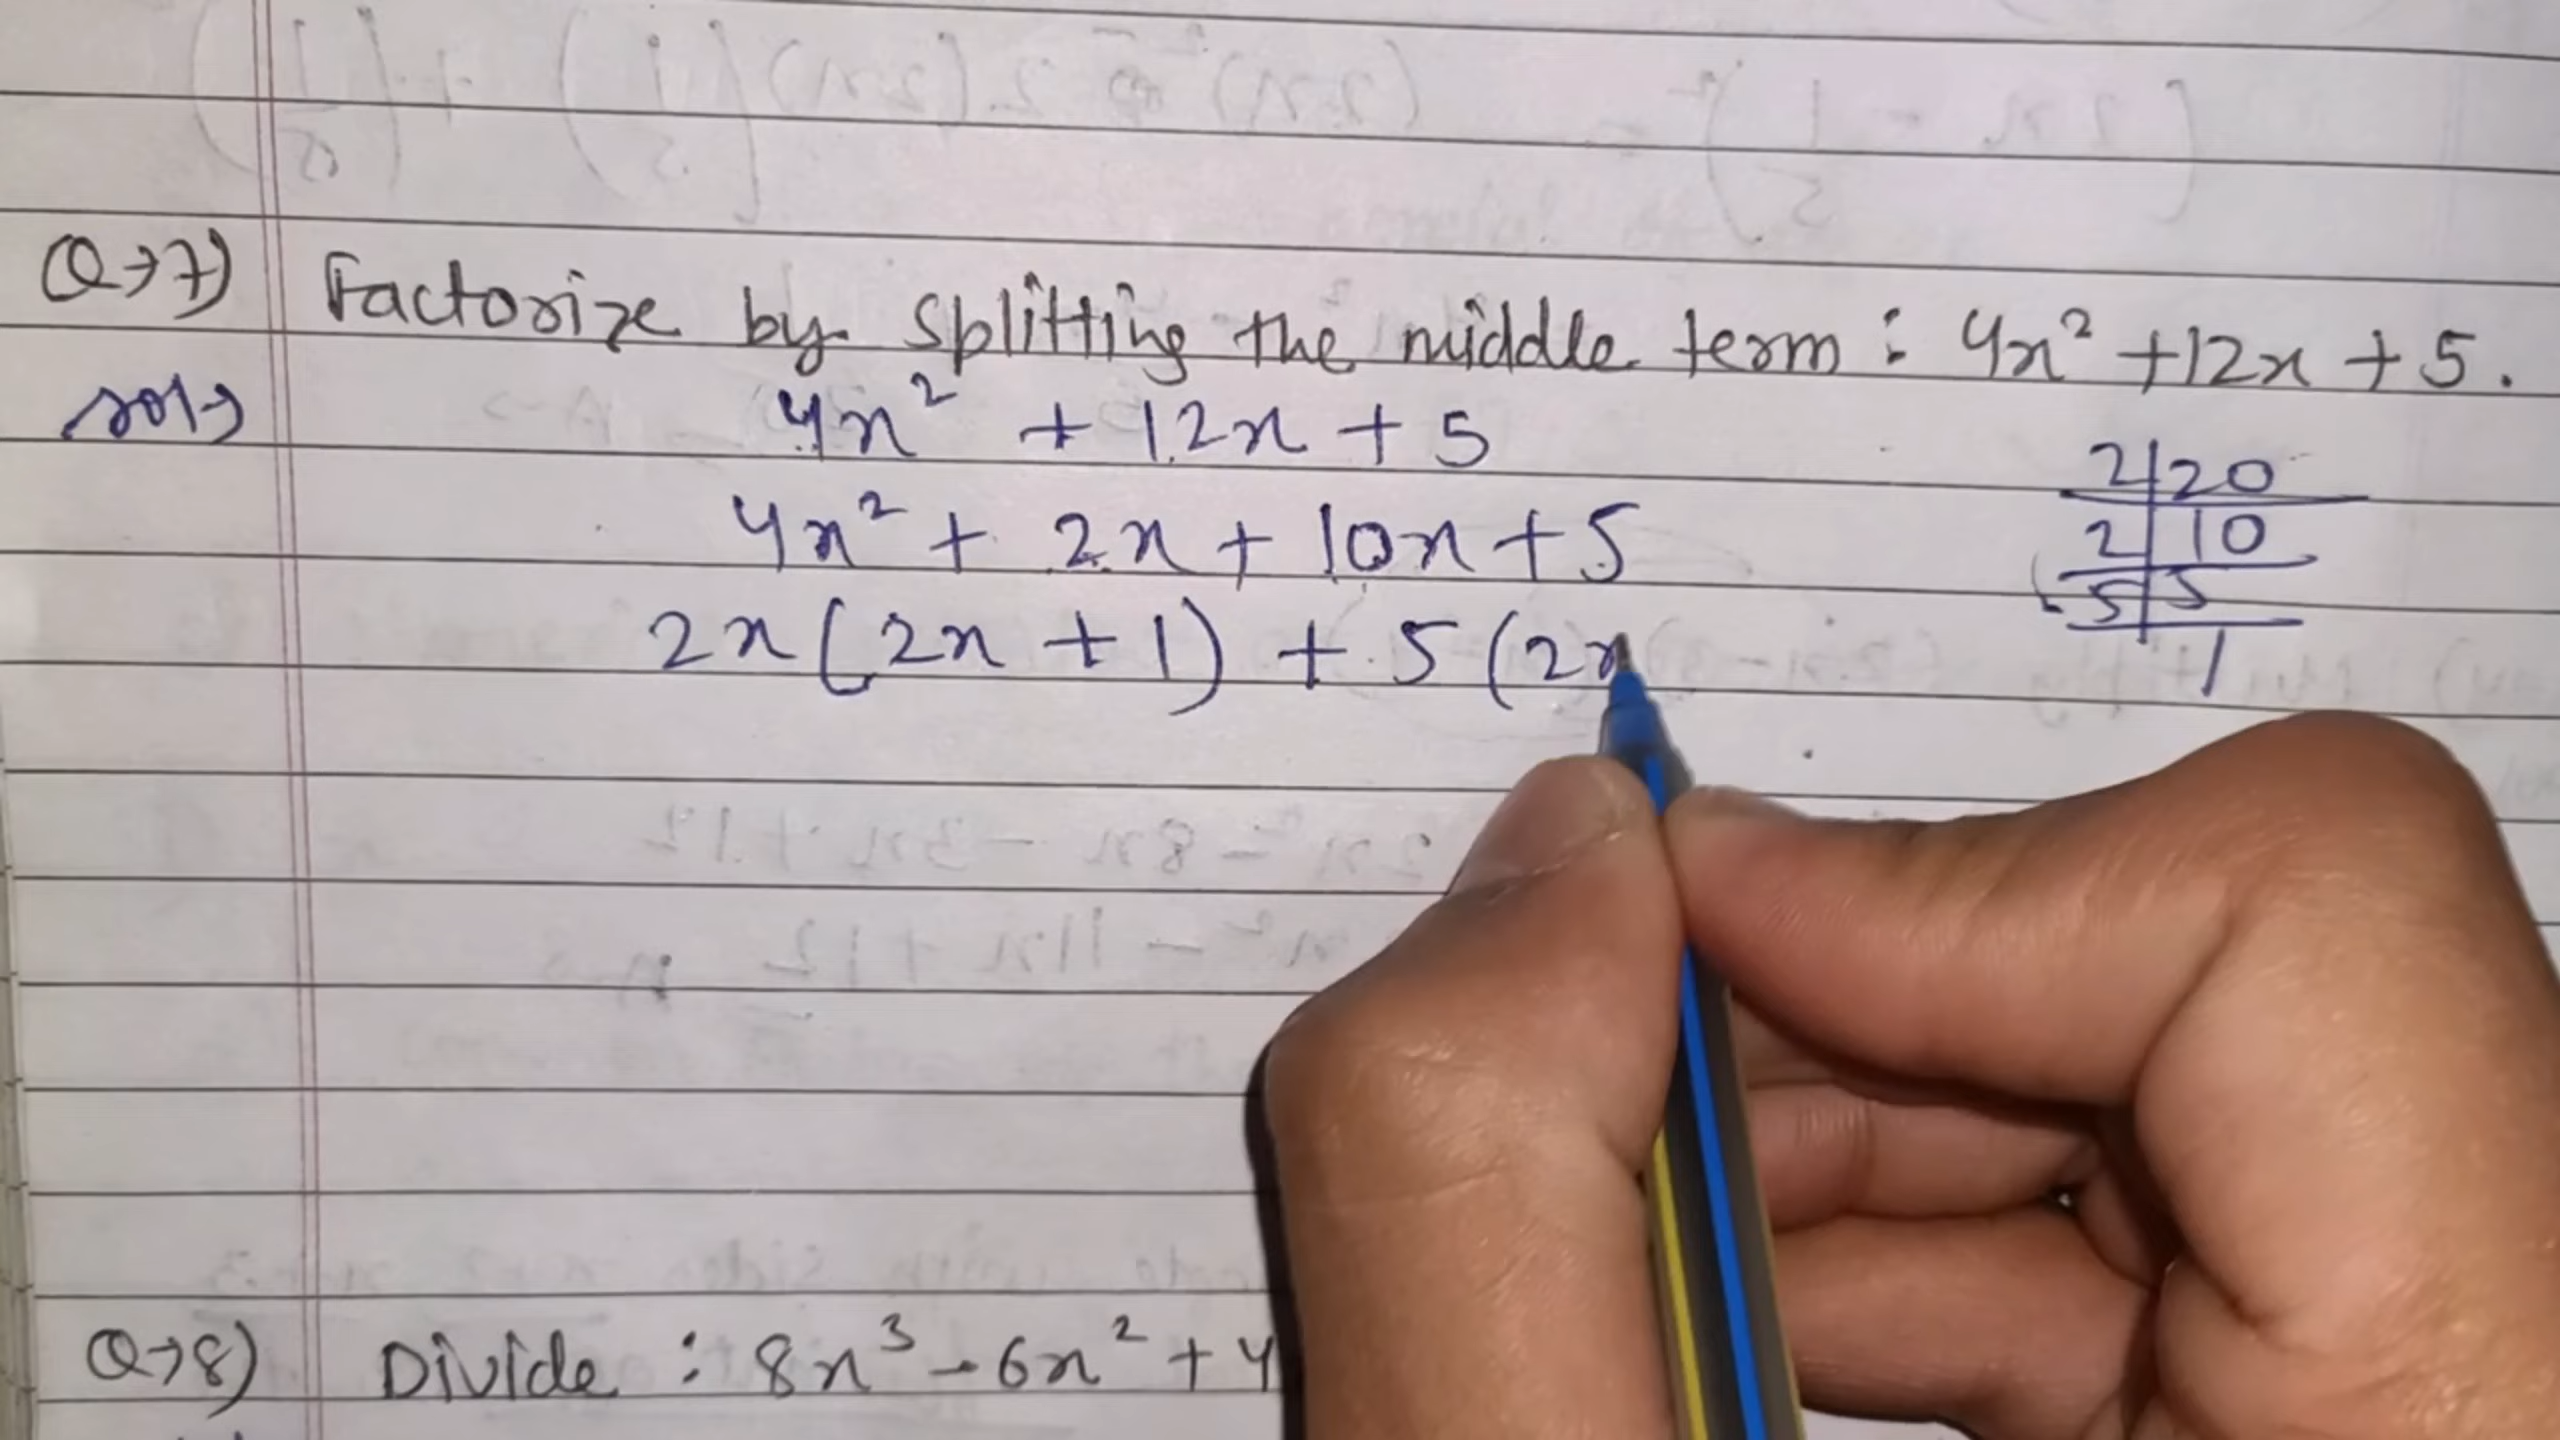 Q→7) Factorize by splitting the middle term : 4x² + 12x + 5.
sol→ 4x² + 12x + 5
4x² + 2x + 10x + 5
2x(2x + 1) + 5(2x
2|20
2|10
5|5
1
Q→8) Divide : 8x³ - 6x² + 4